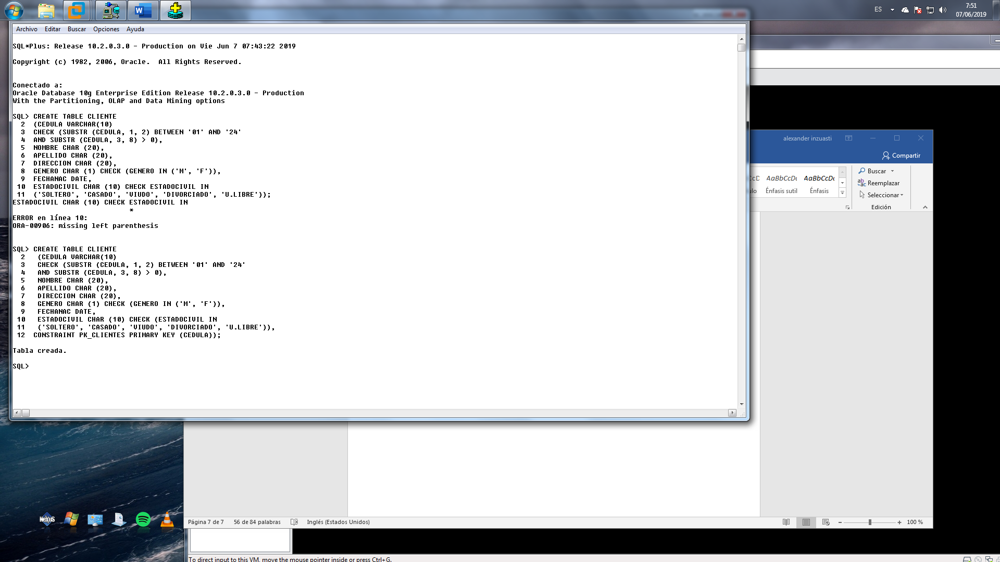 ES
7:51
07/06/2019
Archivo Editar Buscar Opciones Ayuda
SQL*Plus: Release 10.2.0.3.0 - Production on Vie Jun 7 07:43:22 2019
Copyright (c) 1982, 2006, Oracle.  All Rights Reserved.
Conectado a:
Oracle Database 10g Enterprise Edition Release 10.2.0.3.0 - Production
With the Partitioning, OLAP and Data Mining options
SQL> CREATE TABLE CLIENTE
2  (CEDULA VARCHAR(10)
3  CHECK (SUBSTR (CEDULA, 1, 2) BETWEEN '01' AND '24'
4  AND SUBSTR (CEDULA, 3, 8) > 0),
5  NOMBRE CHAR (20),
6  APELLIDO CHAR (20),
7  DIRECCION CHAR (20),
8  GENERO CHAR (1) CHECK (GENERO IN ('M', 'F')),
9  FECHANAC DATE,
10  ESTADOCIVIL CHAR (10) CHECK ESTADOCIVIL IN
11  ('SOLTERO', 'CASADO', 'VIUDO', 'DIVORCIADO', 'U.LIBRE'));
ESTADOCIVIL CHAR (10) CHECK ESTADOCIVIL IN
*
ERROR en línea 10:
ORA-00906: missing left parenthesis
SQL> CREATE TABLE CLIENTE
2   (CEDULA VARCHAR(10)
3   CHECK (SUBSTR (CEDULA, 1, 2) BETWEEN '01' AND '24'
4   AND SUBSTR (CEDULA, 3, 8) > 0),
5   NOMBRE CHAR (20),
6   APELLIDO CHAR (20),
7   DIRECCION CHAR (20),
8   GENERO CHAR (1) CHECK (GENERO IN ('M', 'F')),
9   FECHANAC DATE,
10   ESTADOCIVIL CHAR (10) CHECK (ESTADOCIVIL IN
11   ('SOLTERO', 'CASADO', 'VIUDO', 'DIVORCIADO', 'U.LIBRE')),
12  CONSTRAINT PK_CLIENTES PRIMARY KEY (CEDULA));
Tabla creada.
SQL>
alexander inzuasti
Compartir
AaBbCcDc AaBbCcDc
Énfasis sutil Énfasis
Buscar
Reemplazar
Seleccionar
Edición
NeXuS
Página 7 de 7 56 de 84 palabras Inglés (Estados Unidos) 100 %
To direct input to this VM, move the mouse pointer inside or press Ctrl+G.